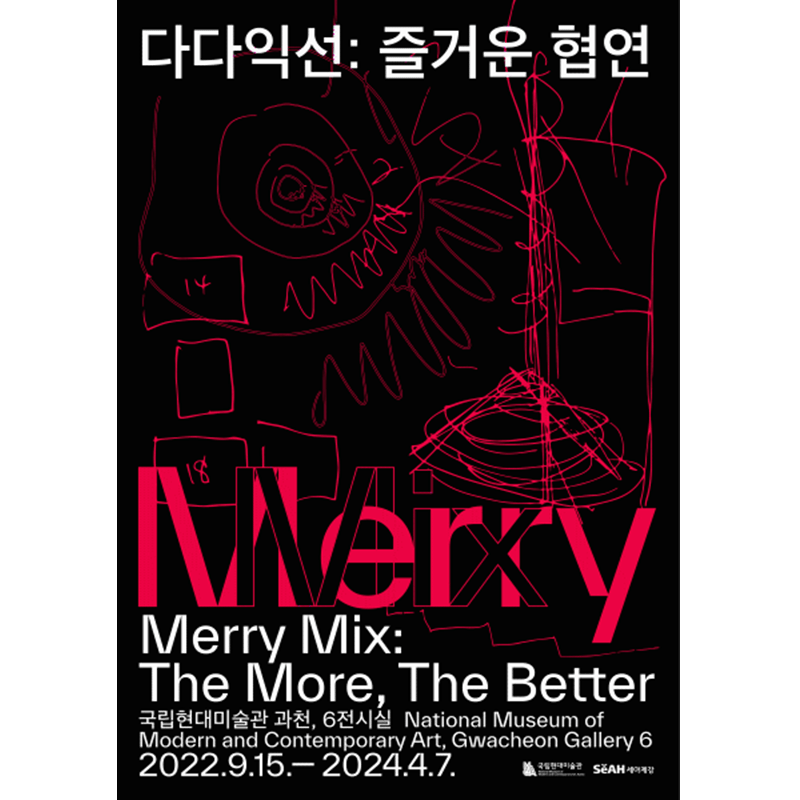 다다익선: 즐거운 협연
14
18
Merry
Mix
Merry Mix:
The More, The Better
국립현대미술관 과천, 6전시실 National Museum of
Modern and Contemporary Art, Gwacheon Gallery 6
2022.9.15.— 2024.4.7.
국립현대미술관
SeAH 세아제강